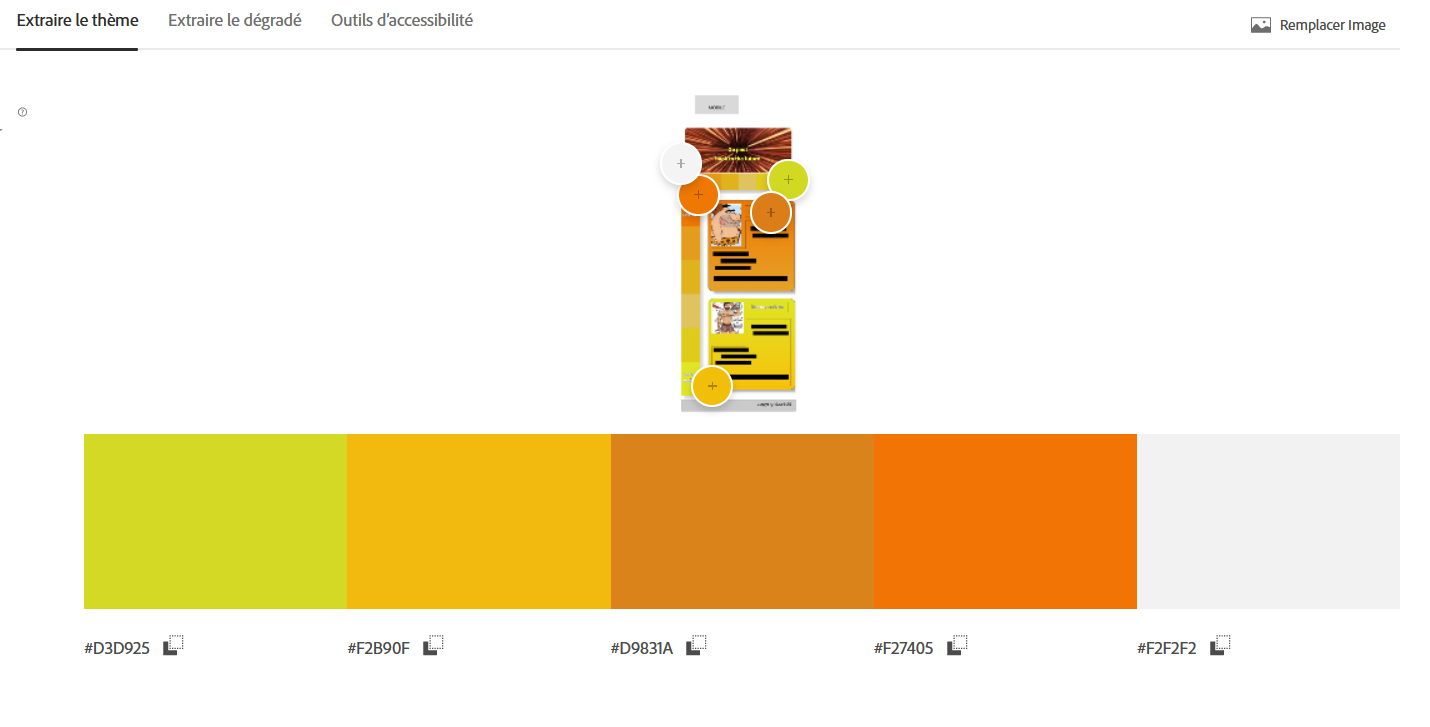 Extraire le thème Extraire le dégradé Outils d'accessibilité
Remplacer Image
#D3D925 #F2B90F #D9831A #F27405 #F2F2F2